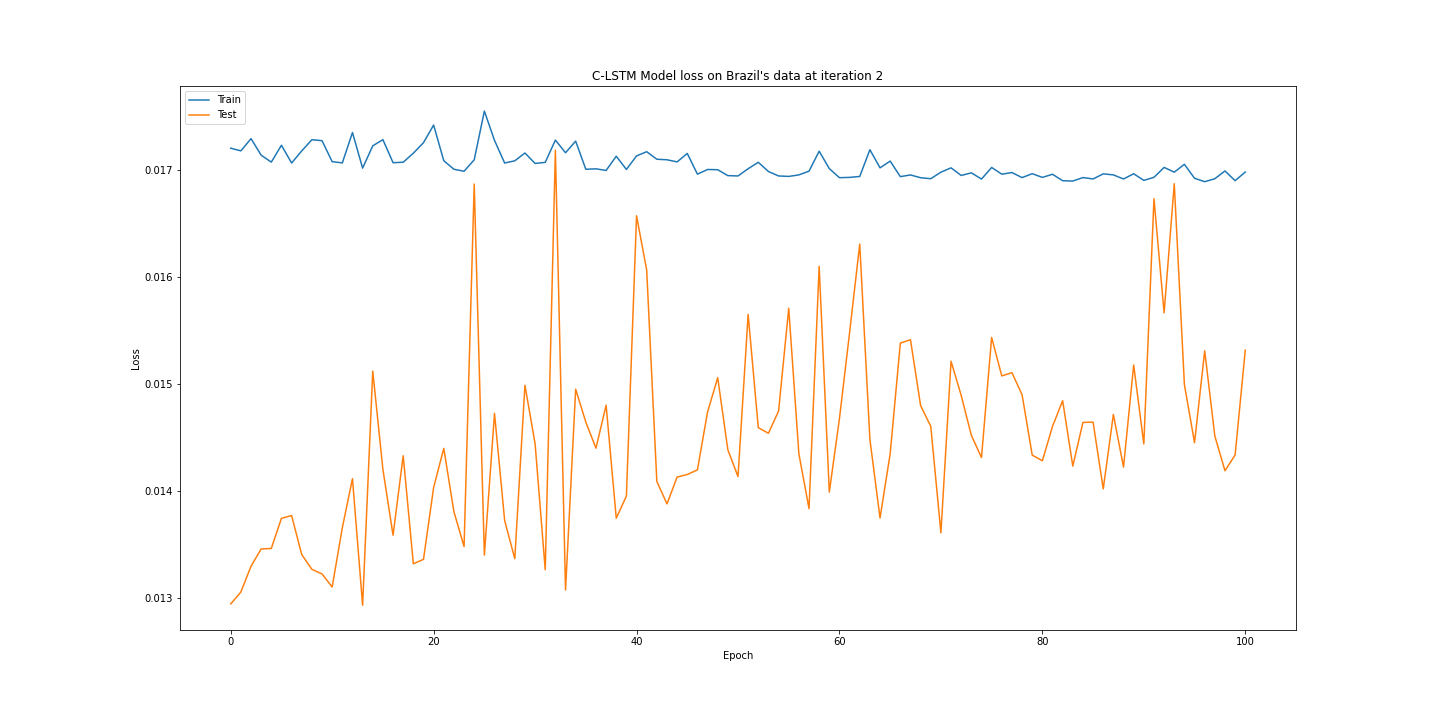 C-LSTM Model loss on Brazil's data at iteration 2
Train
Test
0.017
0.016
0.015
0.014
0.013
Loss
0 20 40 60 80 100
Epoch